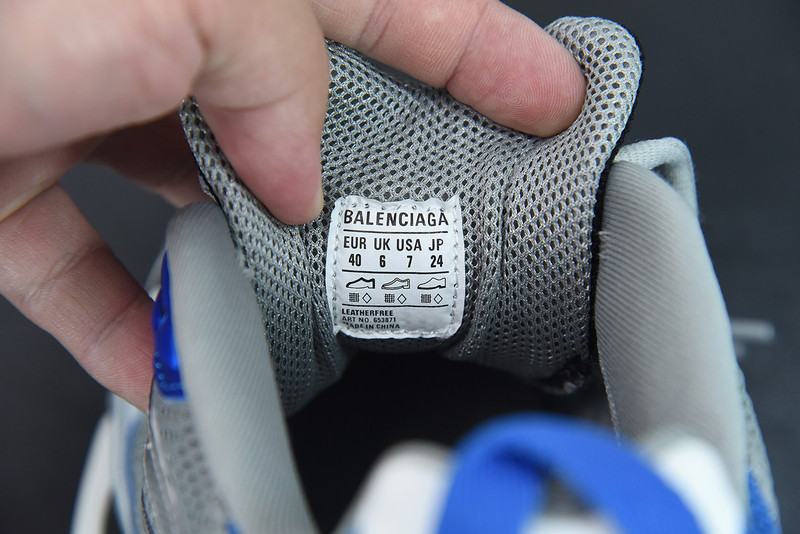 BALENCIAGA
EUR UK USA JP
40 6 7 24
LEATHERFREE
ART NO. 653871
MADE IN CHINA